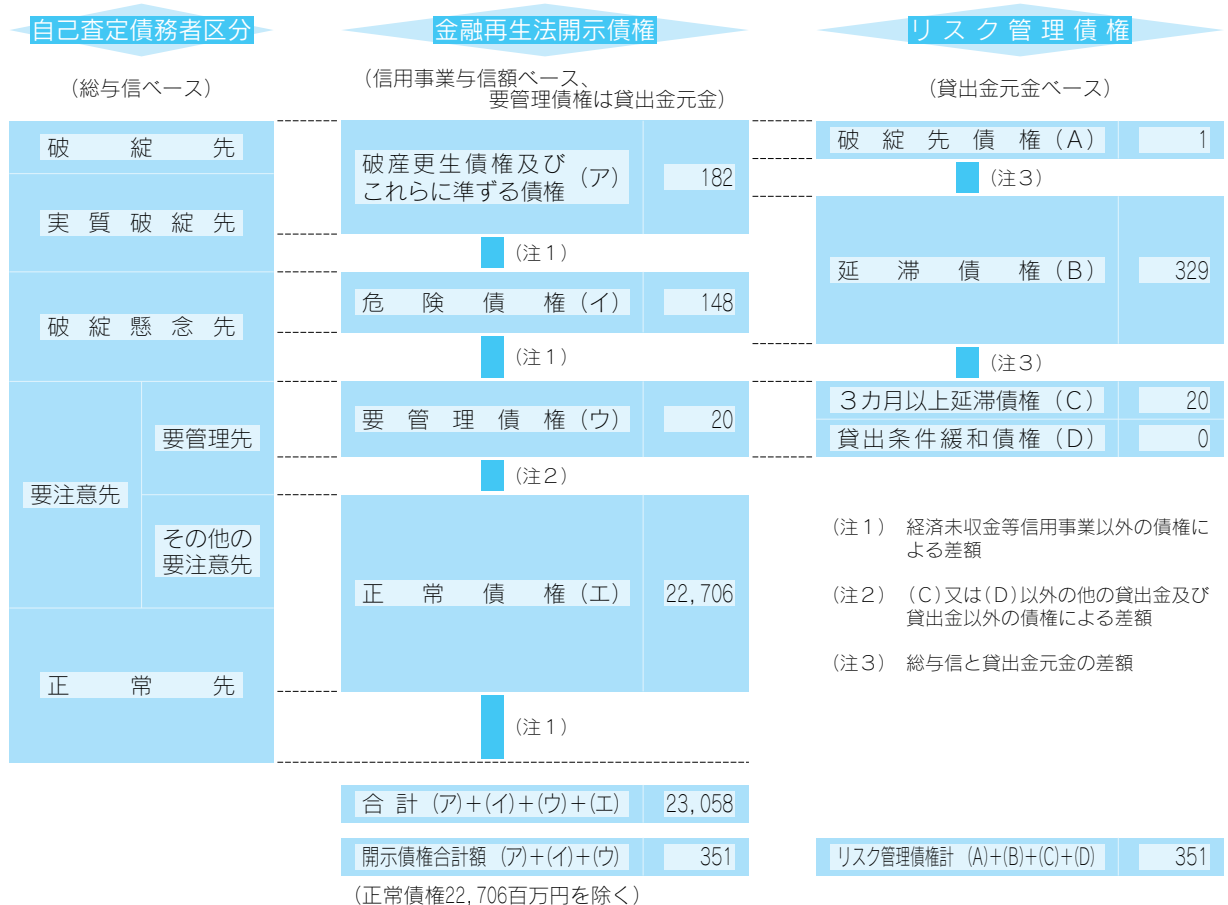 自己査定債務者区分
(総与信ベース)
破綻先
実質破綻先
破綻懸念先
要注意先
要管理先
その他の
要注意先
正常先
金融再生法開示債権
(信用事業与信額ベース、
要管理債権は貸出金元金)
破産更生債権及び
これらに準ずる債権
(ア)
182
(注1)
危険債権(イ)
148
(注1)
要管理債権(ウ)
20
(注2)
正常債権(エ)
22,706
(注1)
合計 (ア)+(イ)+(ウ)+(エ)
23,058
開示債権合計額 (ア)+(イ)+(ウ)
351
(正常債権22,706百万円を除く)
リスク管理債権
(貸出金元金ベース)
破綻先債権(A)
1
(注3)
延滞債権(B)
329
(注3)
3カ月以上延滞債権(C)
20
貸出条件緩和債権(D)
0
(注1) 経済未収金等信用事業以外の債権に
よる差額
(注2) (C)又は(D)以外の他の貸出金及び
貸出金以外の債権による差額
(注3) 総与信と貸出金元金の差額
リスク管理債権計 (A)+(B)+(C)+(D)
351